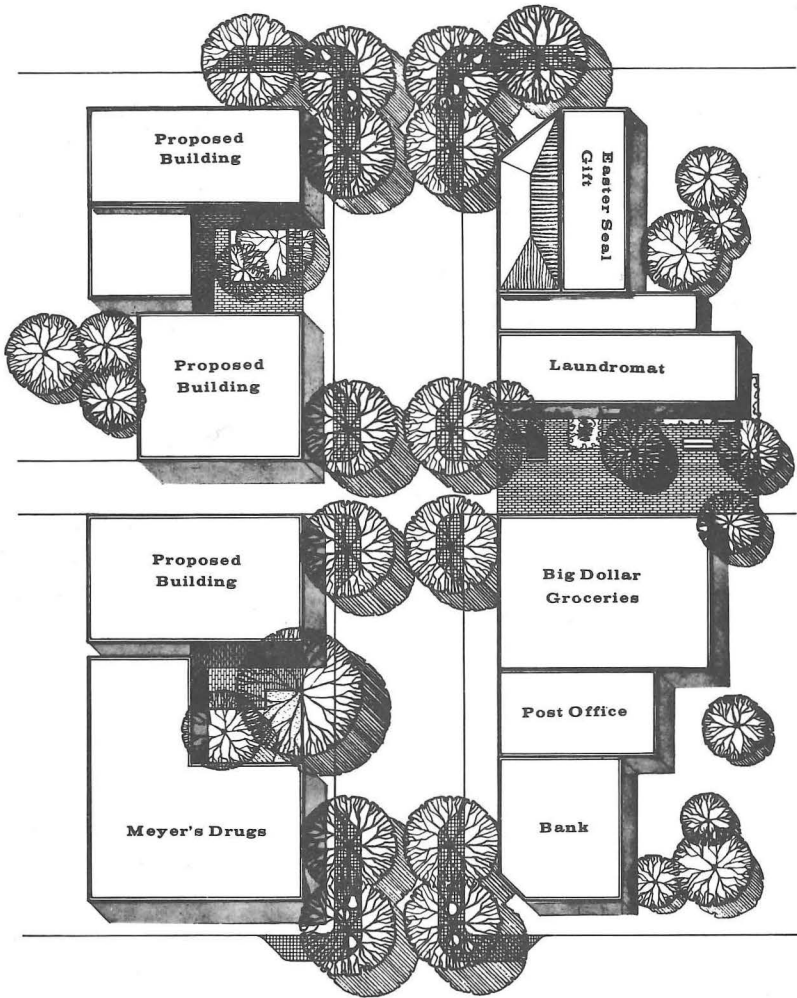 Proposed
Building
Easter Seal
Gift
Proposed
Building
Laundromat
Proposed
Building
Big Dollar
Groceries
Post Office
Meyer's Drugs
Bank